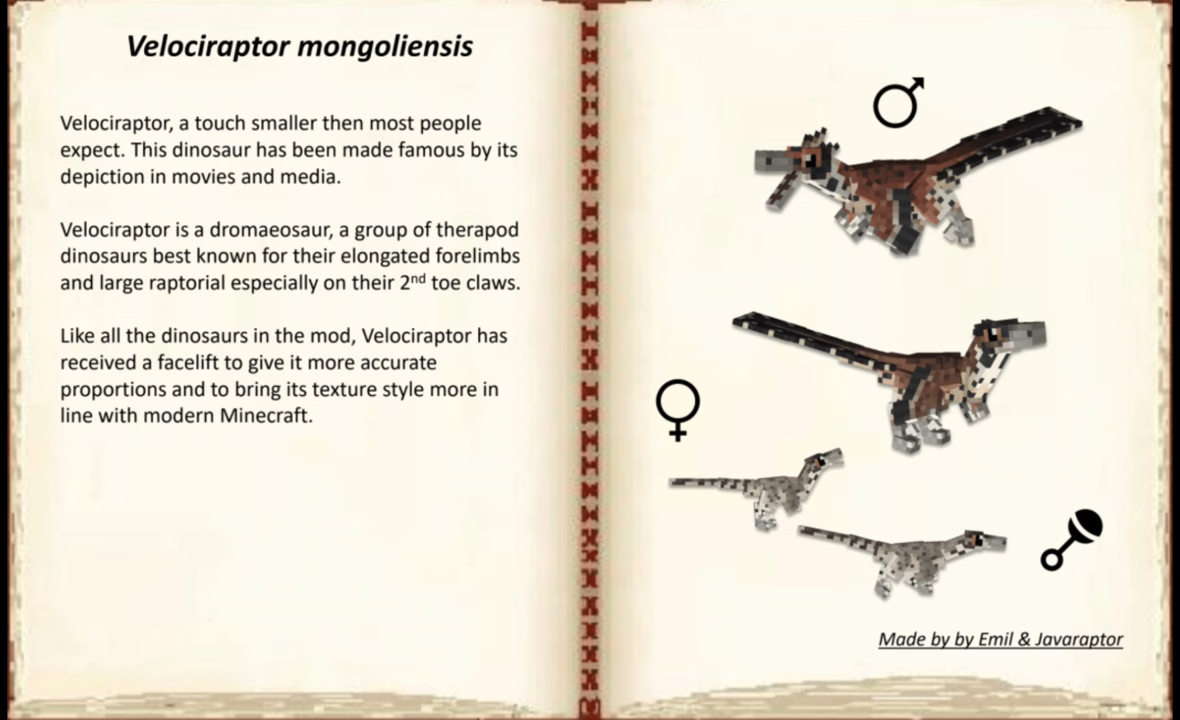 Velociraptor mongoliensis
Velociraptor, a touch smaller then most people
expect. This dinosaur has been made famous by its
depiction in movies and media.
Velociraptor is a dromaeosaur, a group of therapod
dinosaurs best known for their elongated forelimbs
and large raptorial especially on their 2nd toe claws.
Like all the dinosaurs in the mod, Velociraptor has
received a facelift to give it more accurate
proportions and to bring its texture style more in
line with modern Minecraft.
Made by by Emil & Javaraptor